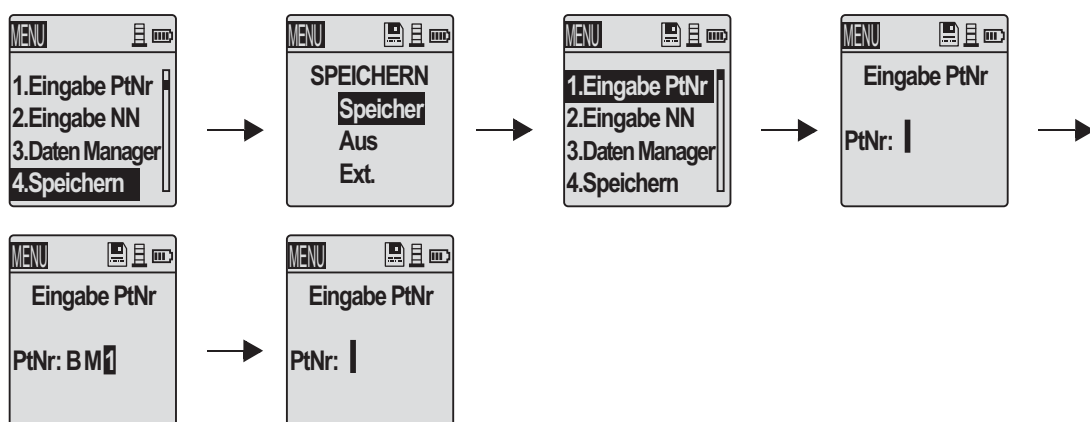 MENU
1.Eingabe PtNr
2.Eingabe NN
3.Daten Manager
4.Speichern
MENU
SPEICHERN
Speicher
Aus
Ext.
MENU
1.Eingabe PtNr
2.Eingabe NN
3.Daten Manager
4.Speichern
MENU
Eingabe PtNr
PtNr:
MENU
Eingabe PtNr
PtNr: BM1
MENU
Eingabe PtNr
PtNr: